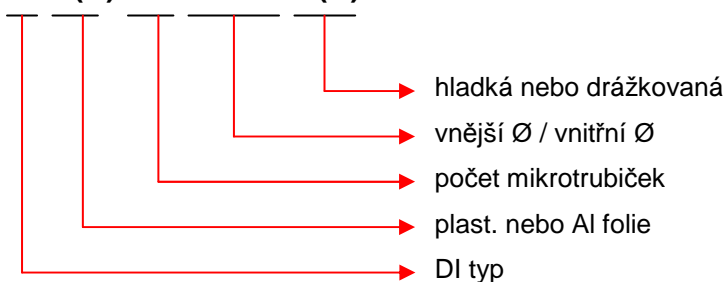 hladká nebo drážkovaná
vnější Ø / vnitřní Ø
počet mikrotrubiček
plast. nebo Al folie
DI typ